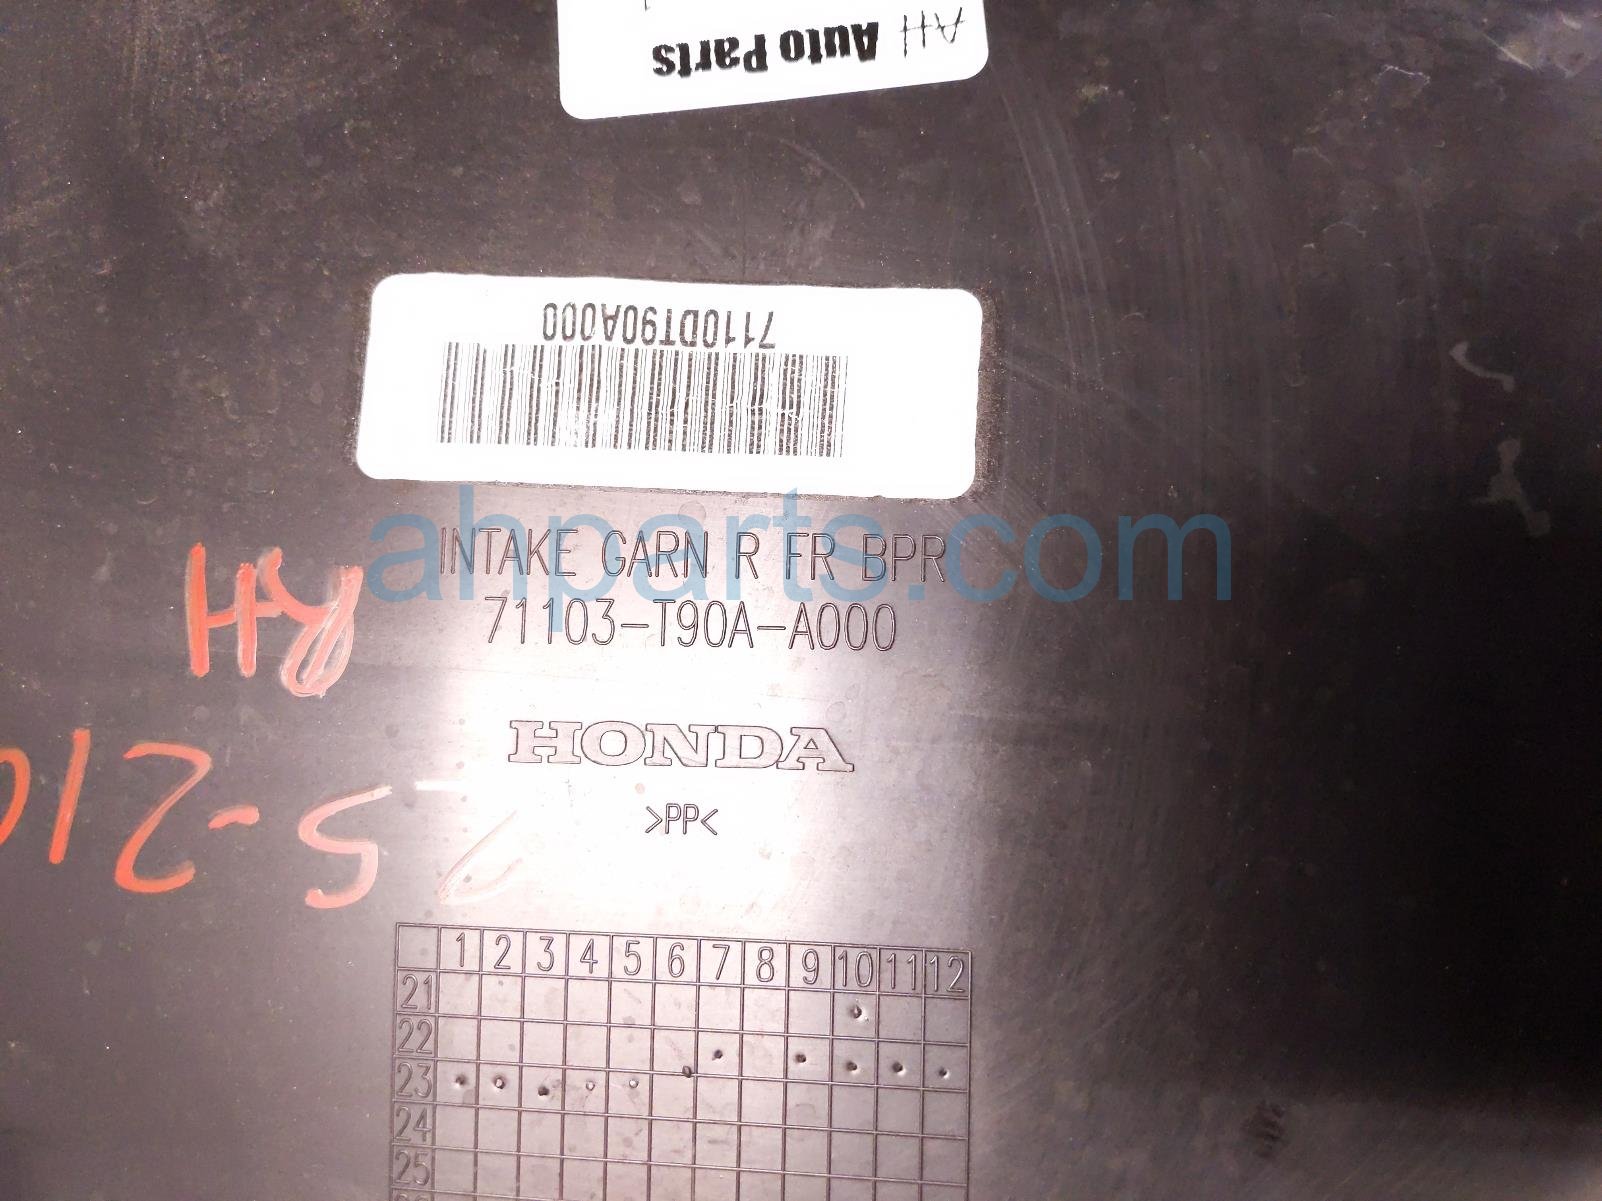 AH Auto Parts
7110DT90A000
ahparts.com
INTAKE GARN R FR BPR
71103-T90A-A000
RH
HONDA
>PP<
1 2 3 4 5 6 7 8 9 10 11 12
21
22
23
24
25